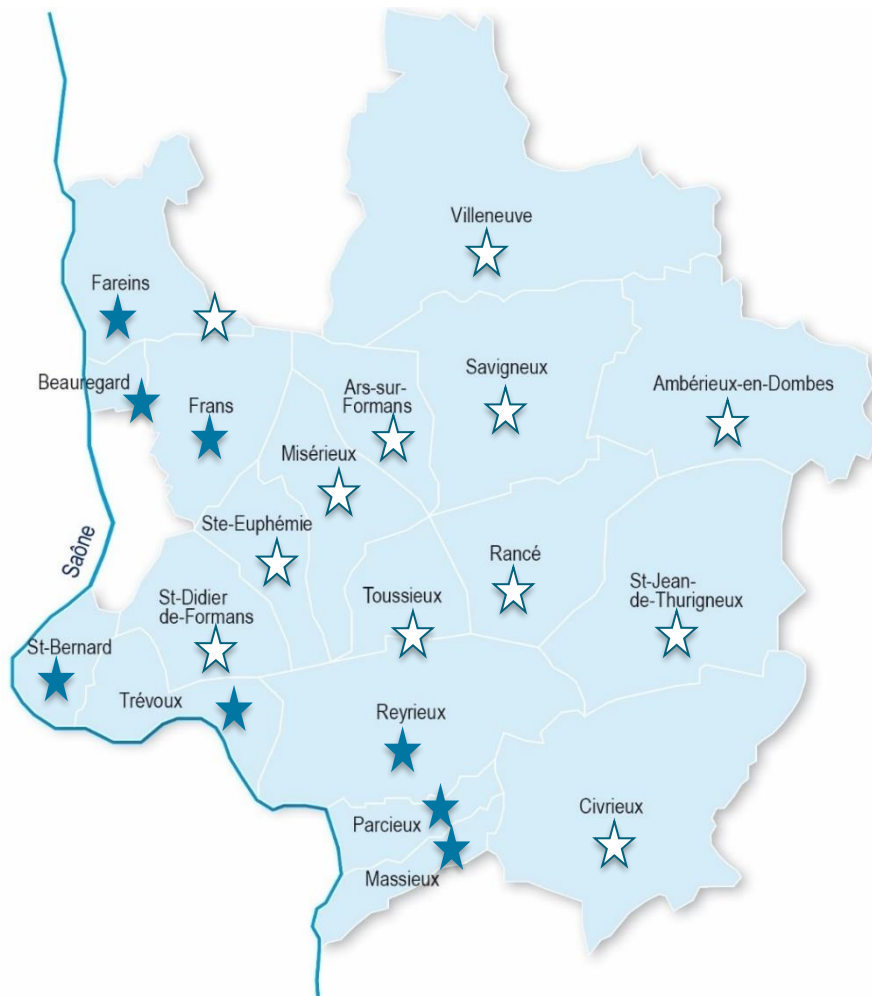 Villeneuve
Fareins
Savigneux
Beauregard
Ars-sur-
Formans
Ambérieux-en-Dombes
Frans
Misérieux
Ste-Euphémie
Saône
Rancé
St-Didier
de-Formans
Toussieux
St-Jean-
de-Thurigneux
St-Bernard
Trévoux
Reyrieux
Civrieux
Parcieux
Massieux